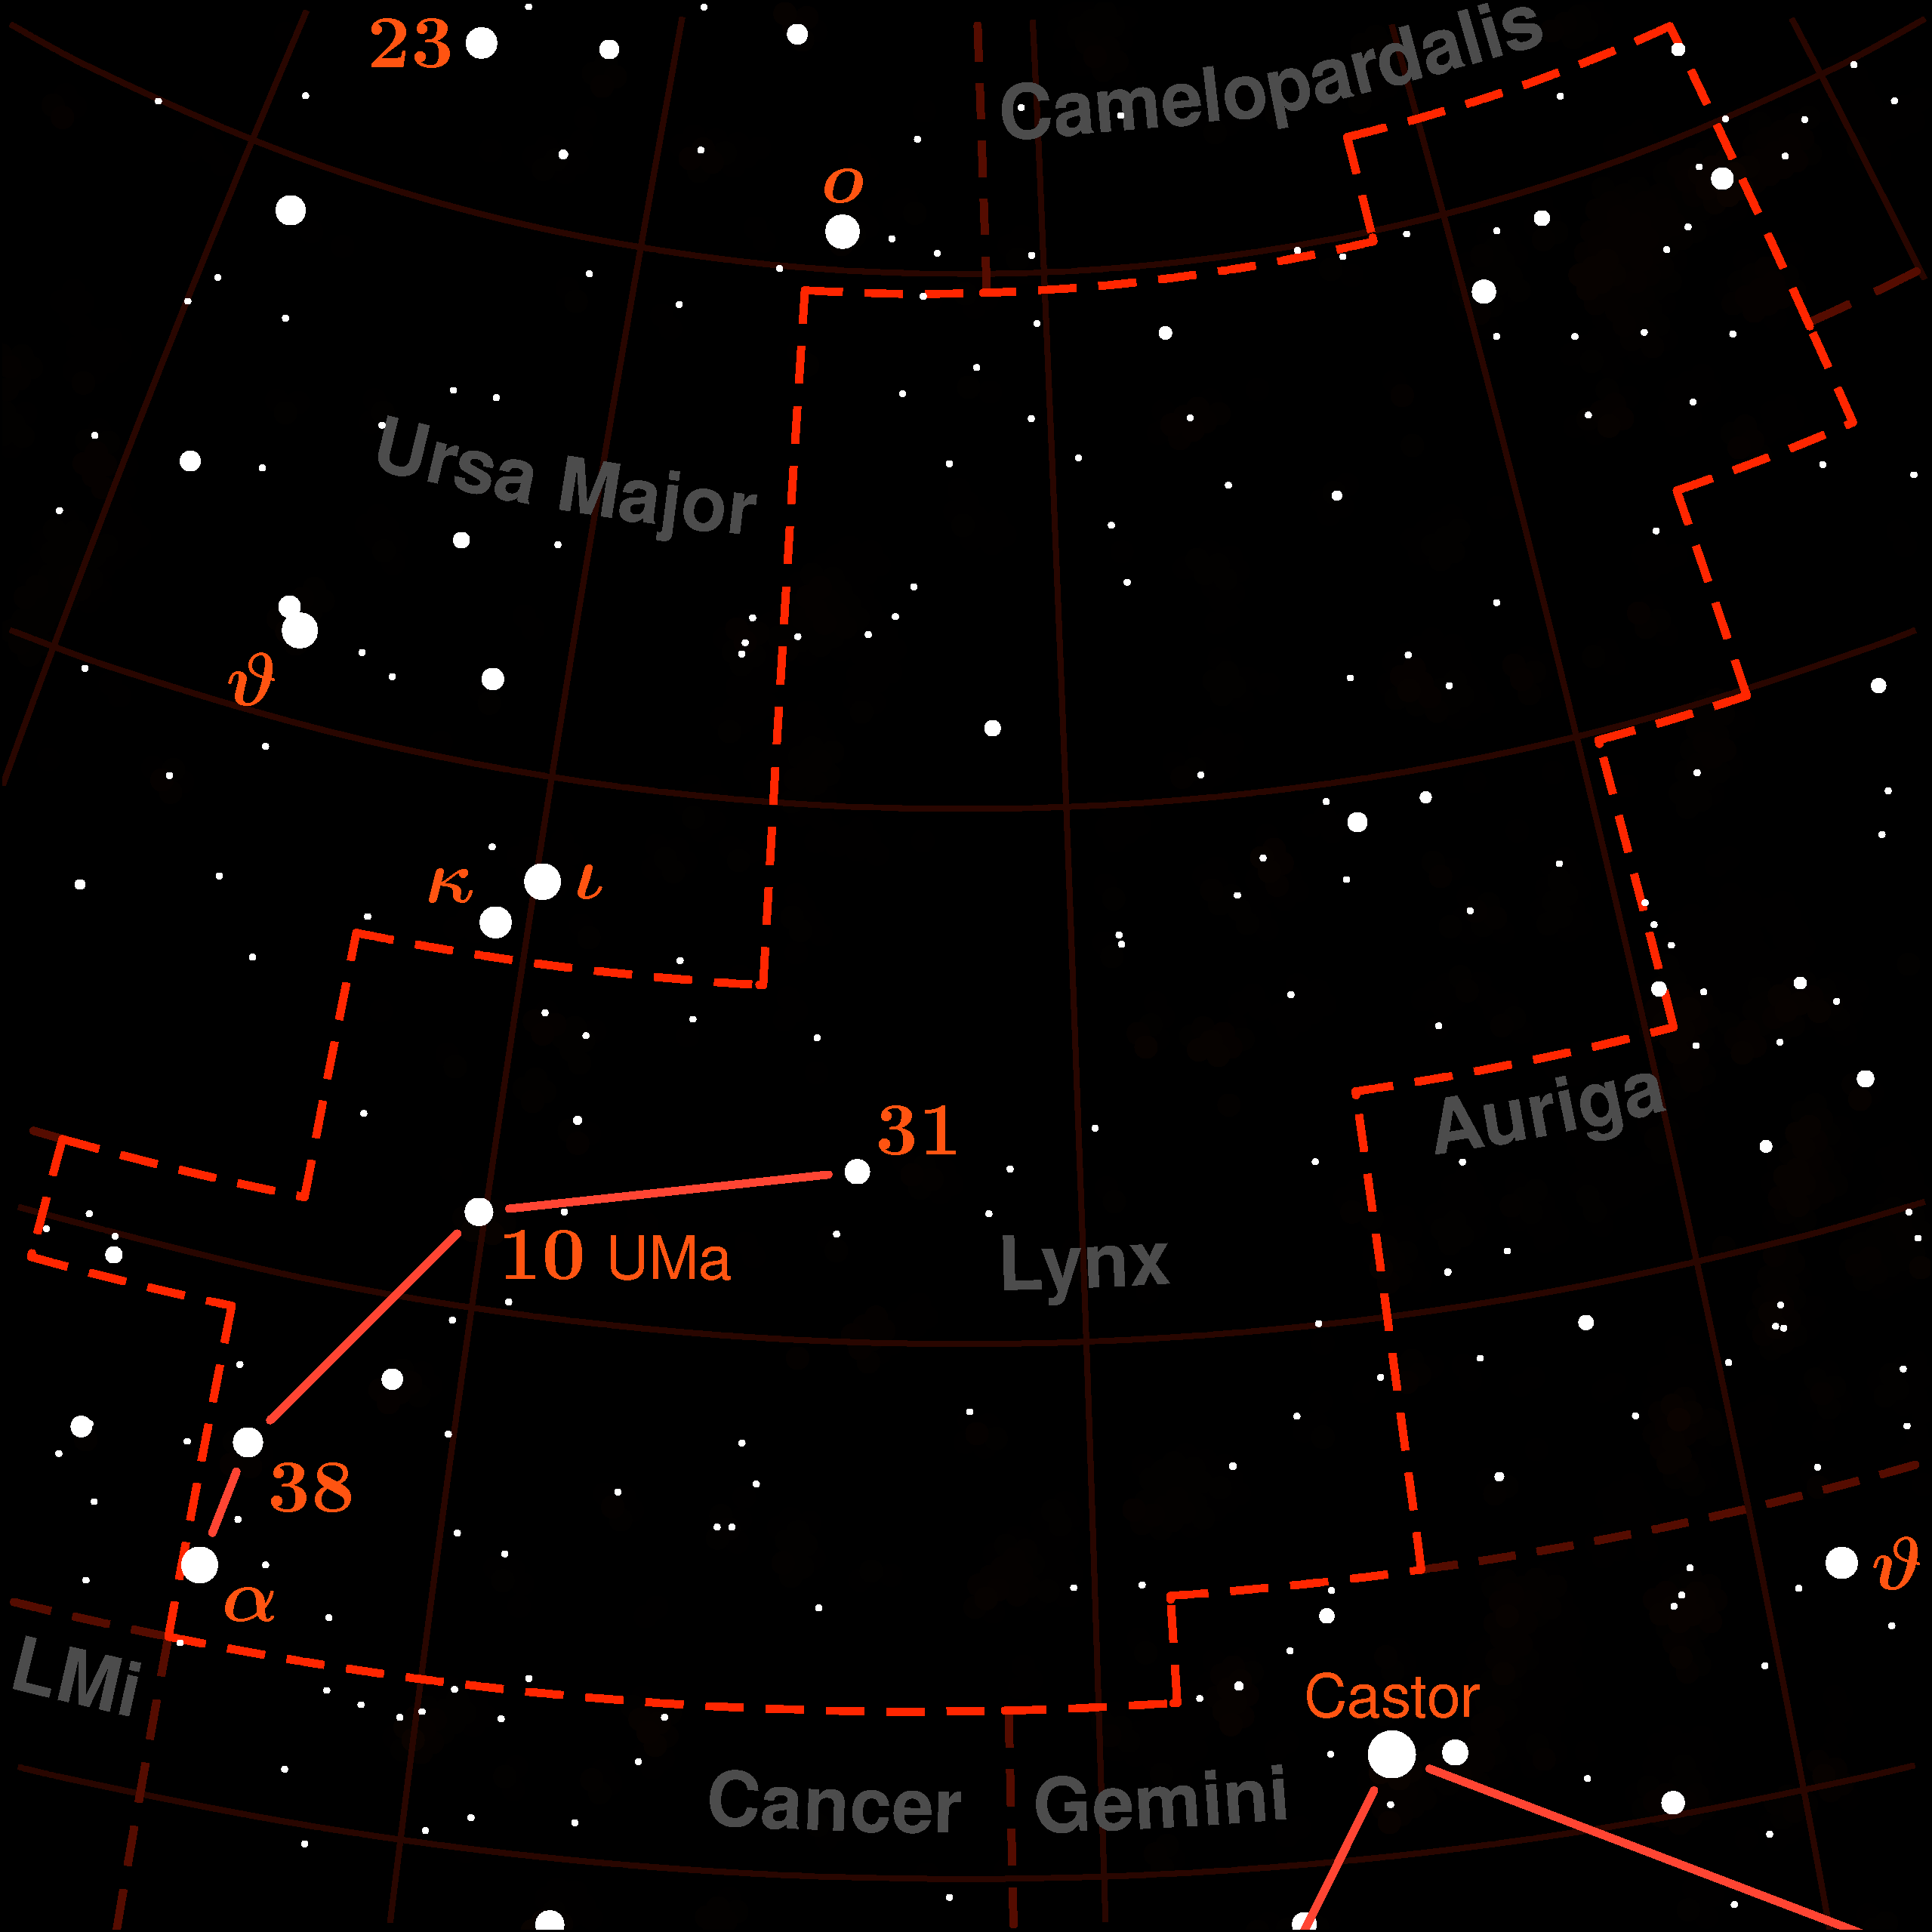 23
Camelopardalis
ο
Ursa Major
ϑ
κ
ι
Auriga
31
10 UMa
Lynx
38
α
ϑ
LMi
Castor
Cancer
Gemini